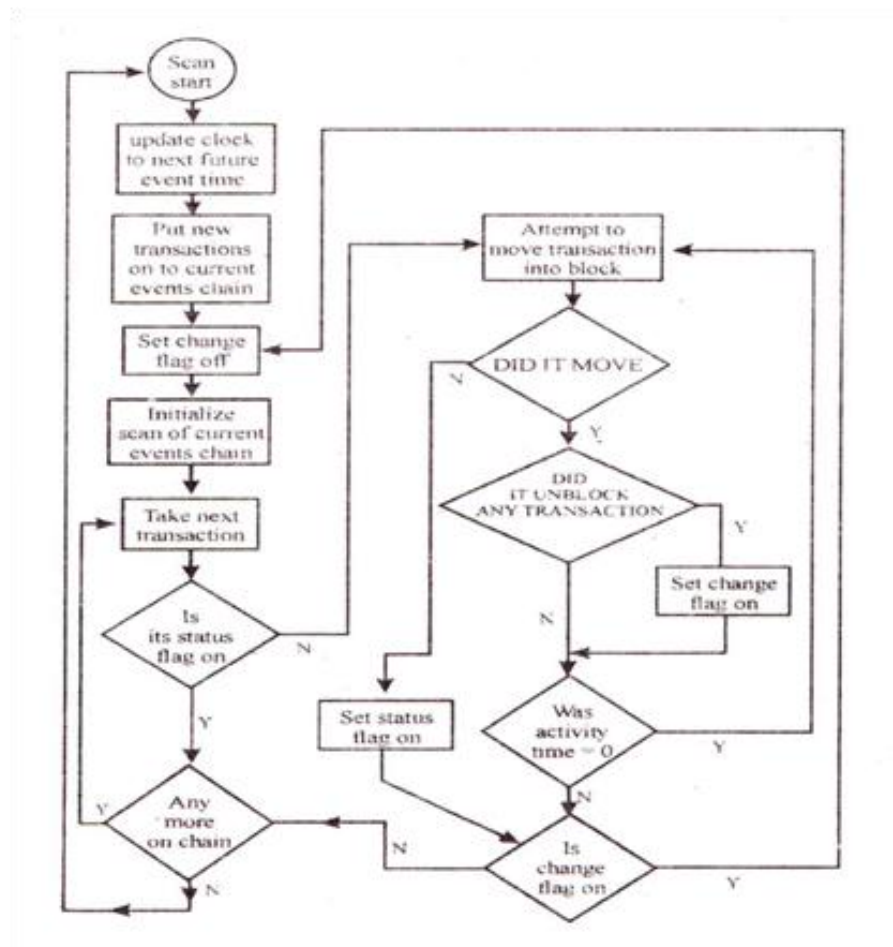 Scan
start
update clock
to next future
event time
Put new
transactions
on to current
events chain
Set change
flag off
Initialize
scan of current
events chain
Take next
transaction
Is
its status
flag on
N
Y
Any
more
on chain
Y
N
Attempt to
move transaction
into block
DID IT MOVE
N
Y
DID
IT UNBLOCK
ANY TRANSACTION
Y
Set change
flag on
N
Set status
flag on
Was
activity
time = 0
Y
N
Is
change
flag on
N
Y